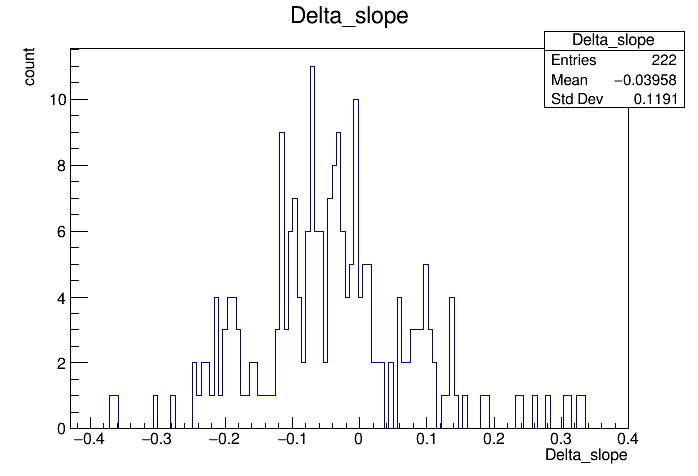 Delta_slope
Delta_slope
Entries 222
Mean −0.03958
Std Dev 0.1191
count
10
8
6
4
2
0
−0.4 −0.3 −0.2 −0.1 0 0.1 0.2 0.3 0.4
Delta_slope